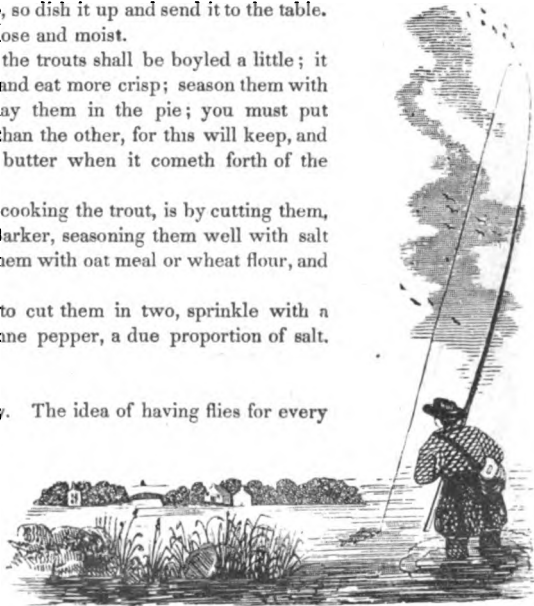 , so dish it up and send it to the table.
ose and moist.
the trouts shall be boyled a little; it
and eat more crisp; season them with
ay them in the pie; you must put
than the other, for this will keep, and
butter when it cometh forth of the
cooking the trout, is by cutting them,
arker, seasoning them well with salt
hem with oat meal or wheat flour, and
to cut them in two, sprinkle with a
nne pepper, a due proportion of salt.
. The idea of having flies for every